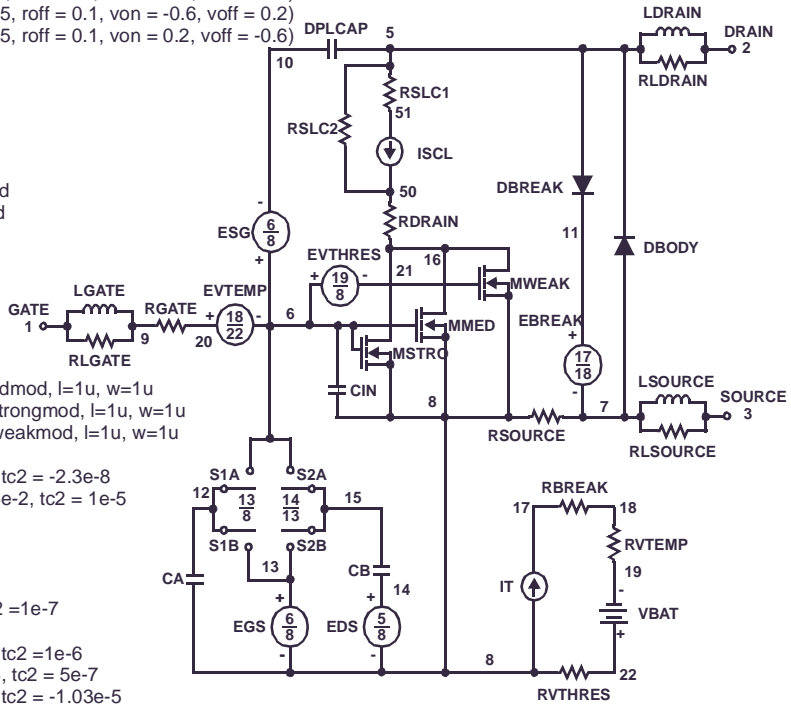 5, roff = 0.1, von = -0.6, voff = 0.2)
5, roff = 0.1, von = 0.2, voff = -0.6)
LDRAIN
DPLCAP
5
DRAIN
2
10
RLDRAIN
RSLC1
51
RSLC2
ISCL
d
d
50
DBREAK
RDRAIN
-
ESG
6
8
+
EVTHRES
16
11
DBODY
+
19
8
-
21
MWEAK
LGATE
EVTEMP
GATE
1
RGATE
+
18
22
-
6
MMED
EBREAK
+
9
20
MSTRO
17
18
-
RLGATE
LSOURCE
CIN
SOURCE
3
dmod, l=1u, w=1u
8
7
trongmod, l=1u, w=1u
veakmod, l=1u, w=1u
RSOURCE
RLSOURCE
tc2 = -2.3e-8
S1A
S2A
e-2, tc2 = 1e-5
12
13
8
14
13
15
RBREAK
17
18
S1B
S2B
RVTEMP
13
CA
CB
19
IT
14
-
2 =1e-7
+
+
VBAT
EGS
6
8
EDS
5
8
+
-
-
tc2 =1e-6
8
22
, tc2 = 5e-7
tc2 = -1.03e-5
RVTHRES